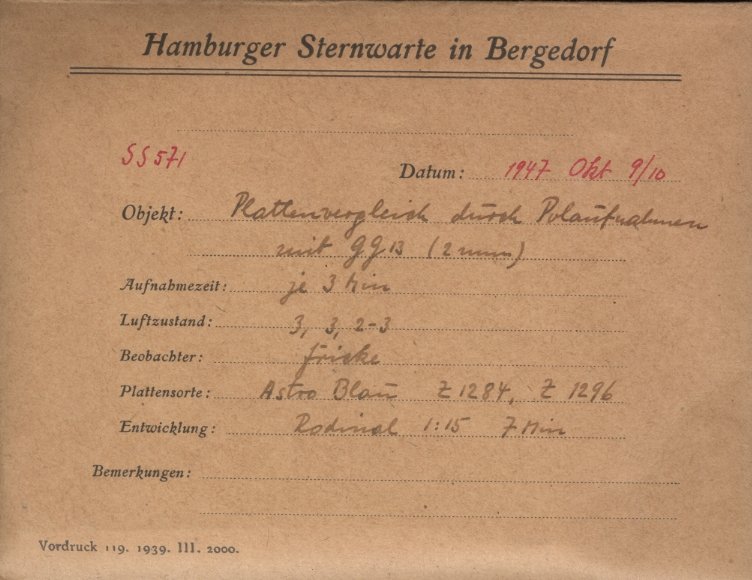 Hamburger Sternwarte in Bergedorf
SS571
Datum: 1947 Okt 9/10
Objekt: Plattenvergleich durch Polaufnahmen
mit GG13 (2mm)
Aufnahmezeit: je 3 Min
Luftzustand: 3, 3, 2-3
Beobachter: Fricke
Plattensorte: Astro Blau Z 1284, Z 1296
Entwicklung: Rodinal 1:15 7 Min
Bemerkungen:
Vordruck 119. 1939. III. 2000.